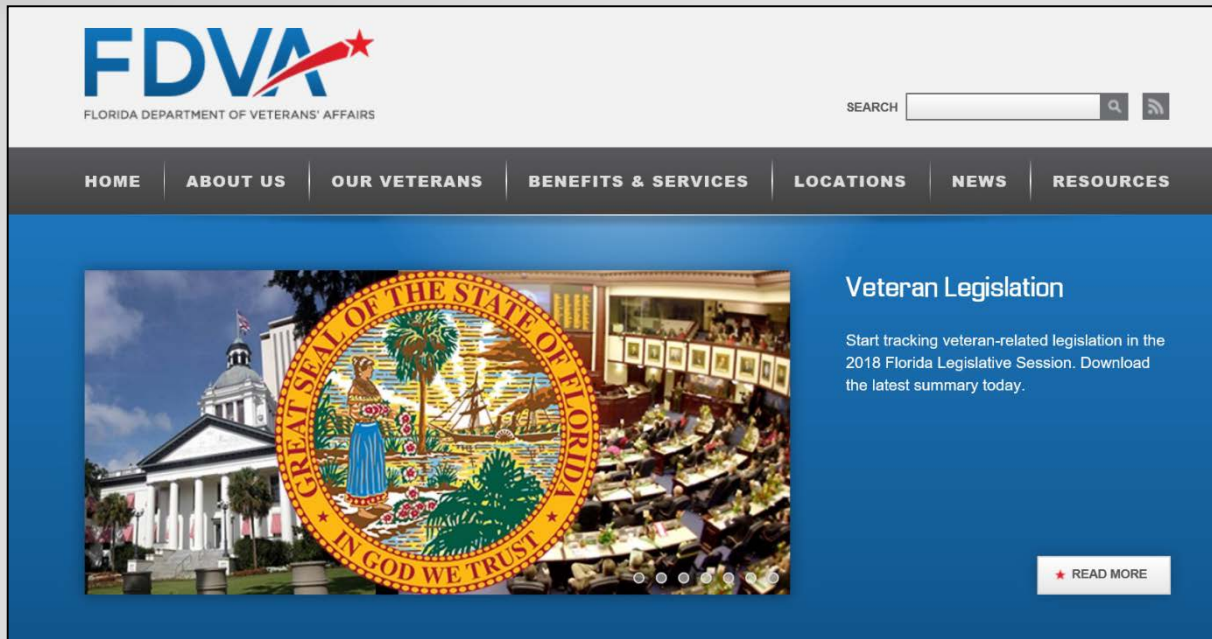 FDVA
FLORIDA DEPARTMENT OF VETERANS' AFFAIRS
SEARCH
HOME
ABOUT US
OUR VETERANS
BENEFITS & SERVICES
LOCATIONS
NEWS
RESOURCES
GREAT SEAL OF THE STATE OF FLORIDA
IN GOD WE TRUST
Veteran Legislation
Start tracking veteran-related legislation in the
2018 Florida Legislative Session. Download
the latest summary today.
READ MORE